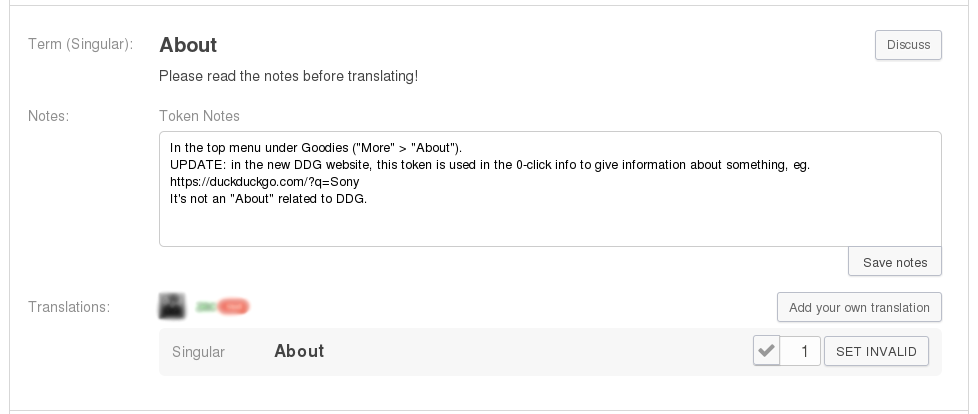 Term (Singular): About Discuss
Please read the notes before translating!
Notes: Token Notes
In the top menu under Goodies ("More" > "About").
UPDATE: in the new DDG website, this token is used in the 0-click info to give information about something, eg.
https://duckduckgo.com/?q=Sony
It's not an "About" related to DDG.
Save notes
Translations: Add your own translation
Singular About 1 SET INVALID